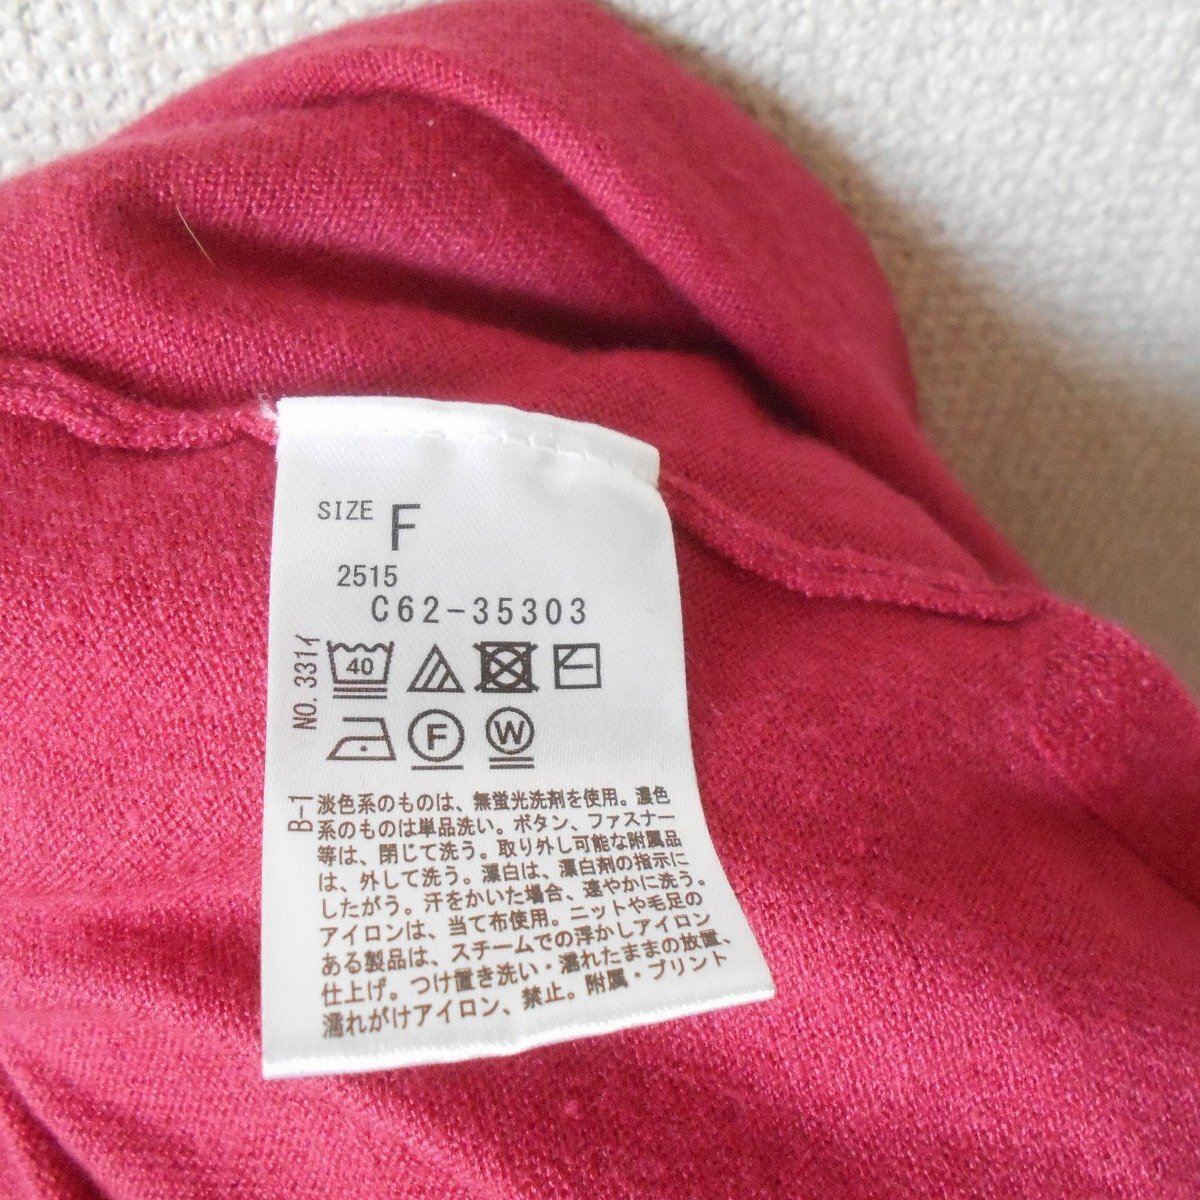 SIZE F
2515
C62-35303
NO.331イ
40
F W
B-1
淡色系のものは、無蛍光洗剤を使用。濃色
系のものは単品洗い。ボタン、ファスナー
等は、閉じて洗う。取り外し可能な附属品
は、外して洗う。漂白は、漂白剤の指示に
したがう。汗をかいた場合、速やかに洗う。
アイロンは、当て布使用。ニットや毛足の
ある製品は、スチームでの浮かしアイロン
仕上げ。つけ置き洗い・濡れたままの放置、
濡れがけアイロン、禁止。附属・プリント